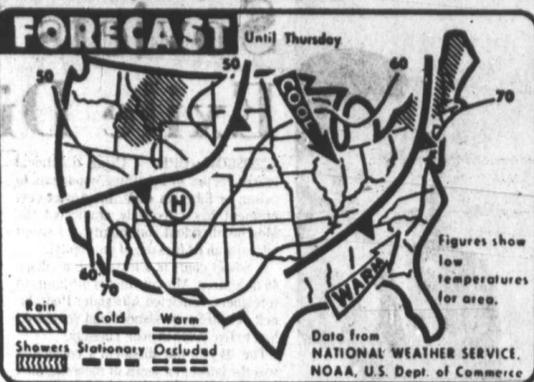 FORECAST Until Thursday
50
50
60
COOL
70
H
60
70
WARM
Figures show
low
temperatures
for area.
Rain Cold Warm
Showers Stationary Occluded
Data from
NATIONAL WEATHER SERVICE,
NOAA, U.S. Dept. of Commerce